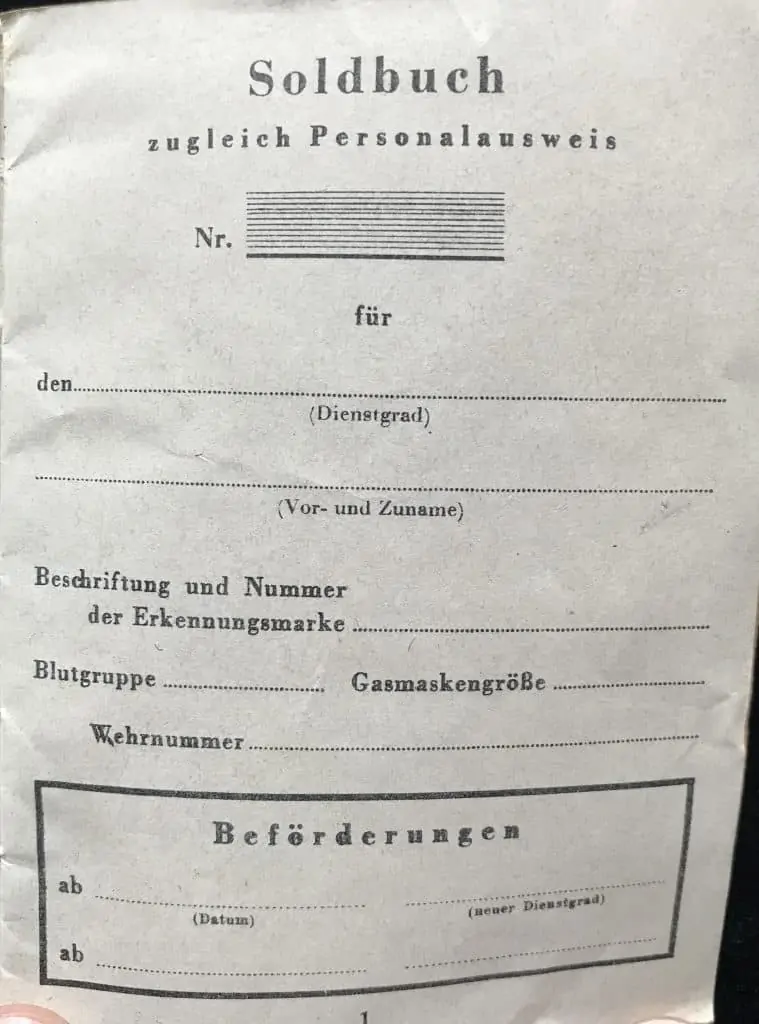 Soldbuch
zugleich Personalausweis
Nr.
für
den
(Dienstgrad)
(Vor- und Zuname)
Beschriftung und Nummer
der Erkennungsmarke
Blutgruppe Gasmaskengröße
Wehrnummer
Beförderungen
ab
(Datum) (neuer Dienstgrad)
ab
1